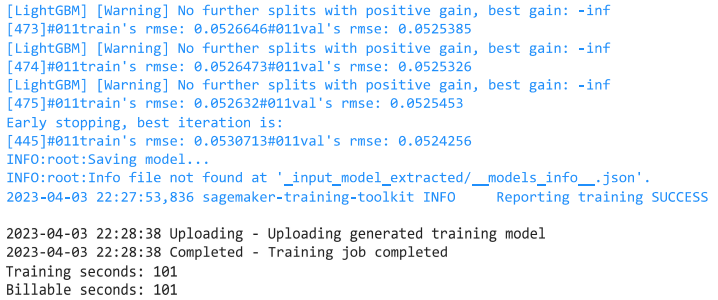 [LightGBM] [Warning] No further splits with positive gain, best gain: -inf
[473]#011train's rmse: 0.0526646#011val's rmse: 0.0525385
[LightGBM] [Warning] No further splits with positive gain, best gain: -inf
[474]#011train's rmse: 0.0526473#011val's rmse: 0.0525326
[LightGBM] [Warning] No further splits with positive gain, best gain: -inf
[475]#011train's rmse: 0.052632#011val's rmse: 0.0525453
Early stopping, best iteration is:
[445]#011train's rmse: 0.0530713#011val's rmse: 0.0524256
INFO:root:Saving model...
INFO:root:Info file not found at '_input_model_extracted/__models_info__.json'.
2023-04-03 22:27:53,836 sagemaker-training-toolkit INFO     Reporting training SUCCESS
2023-04-03 22:28:38 Uploading - Uploading generated training model
2023-04-03 22:28:38 Completed - Training job completed
Training seconds: 101
Billable seconds: 101